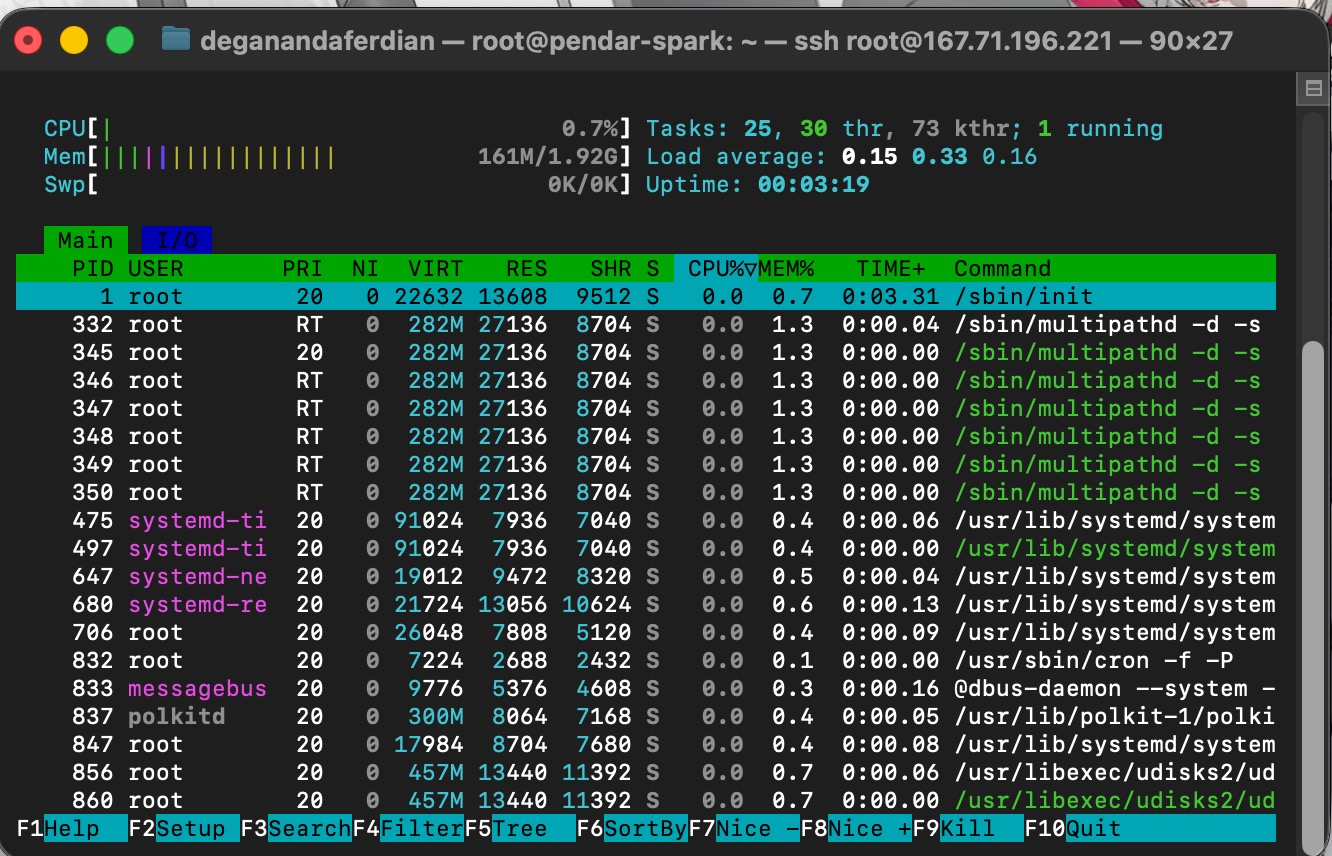 deganandaferdian — root@pendar-spark: ~ — ssh root@167.71.196.221 — 90×27
CPU[| 0.7%] Tasks: 25, 30 thr, 73 kthr; 1 running
Mem[||||||||||||||||| 161M/1.92G] Load average: 0.15 0.33 0.16
Swp[ 0K/0K] Uptime: 00:03:19
Main I/O
PID USER PRI NI VIRT RES SHR S CPU%▽MEM% TIME+ Command
1 root 20 0 22632 13608 9512 S 0.0 0.7 0:03.31 /sbin/init
332 root RT 0 282M 27136 8704 S 0.0 1.3 0:00.04 /sbin/multipathd -d -s
345 root 20 0 282M 27136 8704 S 0.0 1.3 0:00.00 /sbin/multipathd -d -s
346 root RT 0 282M 27136 8704 S 0.0 1.3 0:00.00 /sbin/multipathd -d -s
347 root RT 0 282M 27136 8704 S 0.0 1.3 0:00.00 /sbin/multipathd -d -s
348 root RT 0 282M 27136 8704 S 0.0 1.3 0:00.00 /sbin/multipathd -d -s
349 root RT 0 282M 27136 8704 S 0.0 1.3 0:00.00 /sbin/multipathd -d -s
350 root RT 0 282M 27136 8704 S 0.0 1.3 0:00.00 /sbin/multipathd -d -s
475 systemd-ti 20 0 91024 7936 7040 S 0.0 0.4 0:00.06 /usr/lib/systemd/system
497 systemd-ti 20 0 91024 7936 7040 S 0.0 0.4 0:00.00 /usr/lib/systemd/system
647 systemd-ne 20 0 19012 9472 8320 S 0.0 0.5 0:00.04 /usr/lib/systemd/system
680 systemd-re 20 0 21724 13056 10624 S 0.0 0.6 0:00.13 /usr/lib/systemd/system
706 root 20 0 26048 7808 5120 S 0.0 0.4 0:00.09 /usr/lib/systemd/system
832 root 20 0 7224 2688 2432 S 0.0 0.1 0:00.00 /usr/sbin/cron -f -P
833 messagebus 20 0 9776 5376 4608 S 0.0 0.3 0:00.16 @dbus-daemon --system -
837 polkitd 20 0 300M 8064 7168 S 0.0 0.4 0:00.05 /usr/lib/polkit-1/polki
847 root 20 0 17984 8704 7680 S 0.0 0.4 0:00.08 /usr/lib/systemd/system
856 root 20 0 457M 13440 11392 S 0.0 0.7 0:00.06 /usr/libexec/udisks2/ud
860 root 20 0 457M 13440 11392 S 0.0 0.7 0:00.00 /usr/libexec/udisks2/ud
F1Help F2Setup F3SearchF4FilterF5Tree F6SortByF7Nice -F8Nice +F9Kill F10Quit